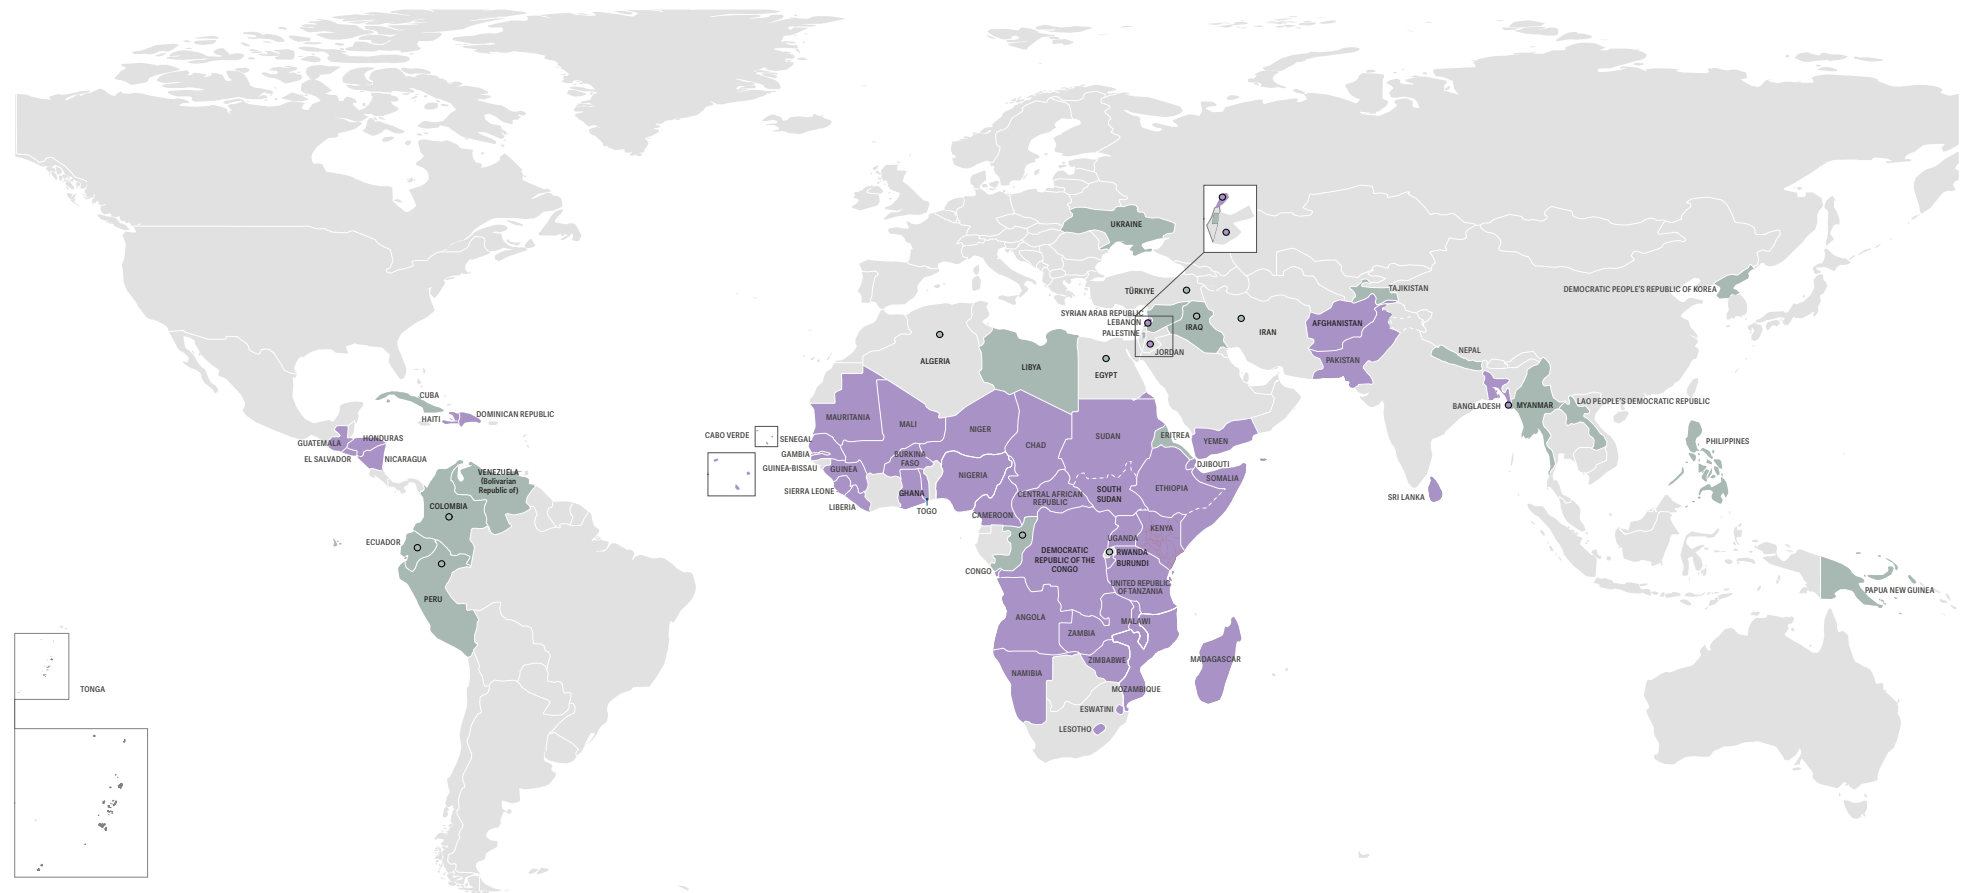 UKRAINE
TÜRKIYE
TAJIKISTAN
DEMOCRATIC PEOPLE'S REPUBLIC OF KOREA
SYRIAN ARAB REPUBLIC
LEBANON
PALESTINE
IRAQ
IRAN
AFGHANISTAN
JORDAN
ALGERIA
LIBYA
EGYPT
PAKISTAN
NEPAL
CUBA
HAITI
DOMINICAN REPUBLIC
BANGLADESH
MYANMAR
LAO PEOPLE'S DEMOCRATIC REPUBLIC
GUATEMALA
HONDURAS
EL SALVADOR
NICARAGUA
MAURITANIA
MALI
NIGER
CHAD
SUDAN
ERITREA
YEMEN
PHILIPPINES
CABO VERDE
SENEGAL
GAMBIA
GUINEA-BISSAU
GUINEA
BURKINA
FASO
NIGERIA
DJIBOUTI
SOMALIA
ETHIOPIA
VENEZUELA
(Bolivarian
Republic of)
SIERRA LEONE
LIBERIA
GHANA
TOGO
CENTRAL AFRICAN
REPUBLIC
SOUTH
SUDAN
SRI LANKA
COLOMBIA
CAMEROON
KENYA
UGANDA
ECUADOR
CONGO
DEMOCRATIC
REPUBLIC OF THE
CONGO
RWANDA
BURUNDI
UNITED REPUBLIC
OF TANZANIA
PERU
PAPUA NEW GUINEA
ANGOLA
ZAMBIA
MALAWI
ZIMBABWE
MADAGASCAR
NAMIBIA
MOZAMBIQUE
TONGA
ESWATINI
LESOTHO